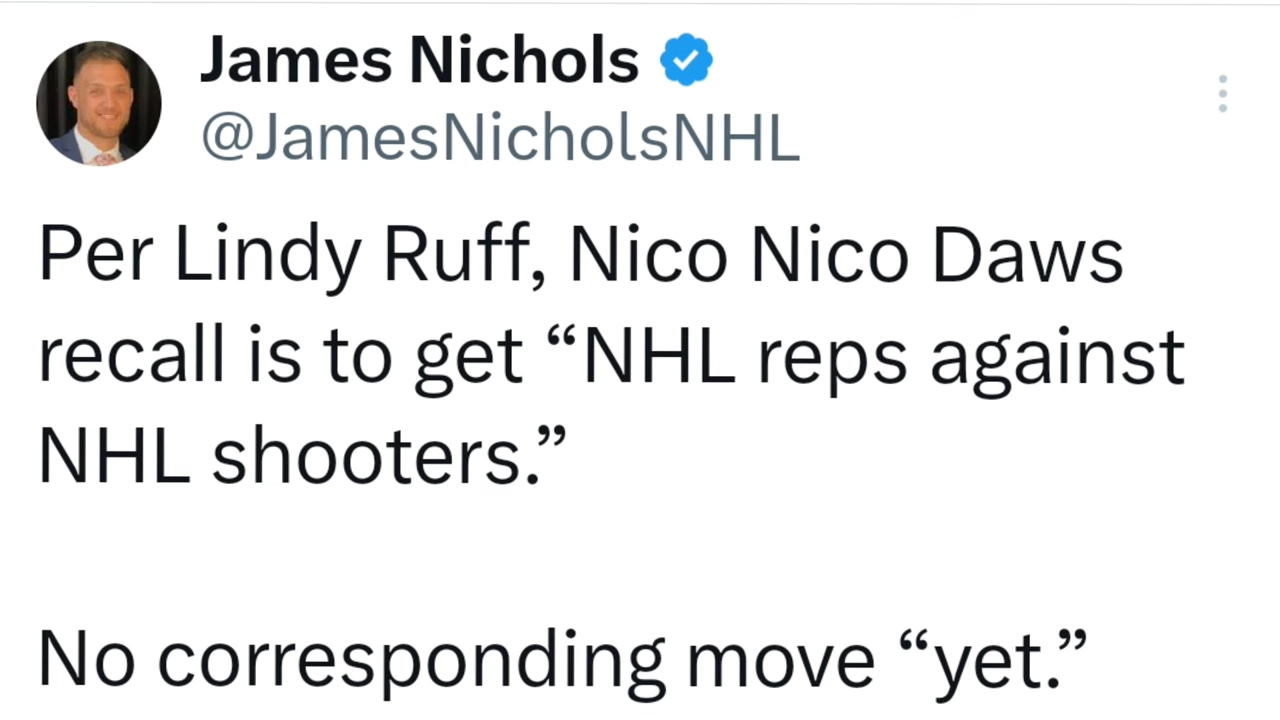 James Nichols
@JamesNicholsNHL
Per Lindy Ruff, Nico Nico Daws
recall is to get “NHL reps against
NHL shooters.”
No corresponding move “yet.”